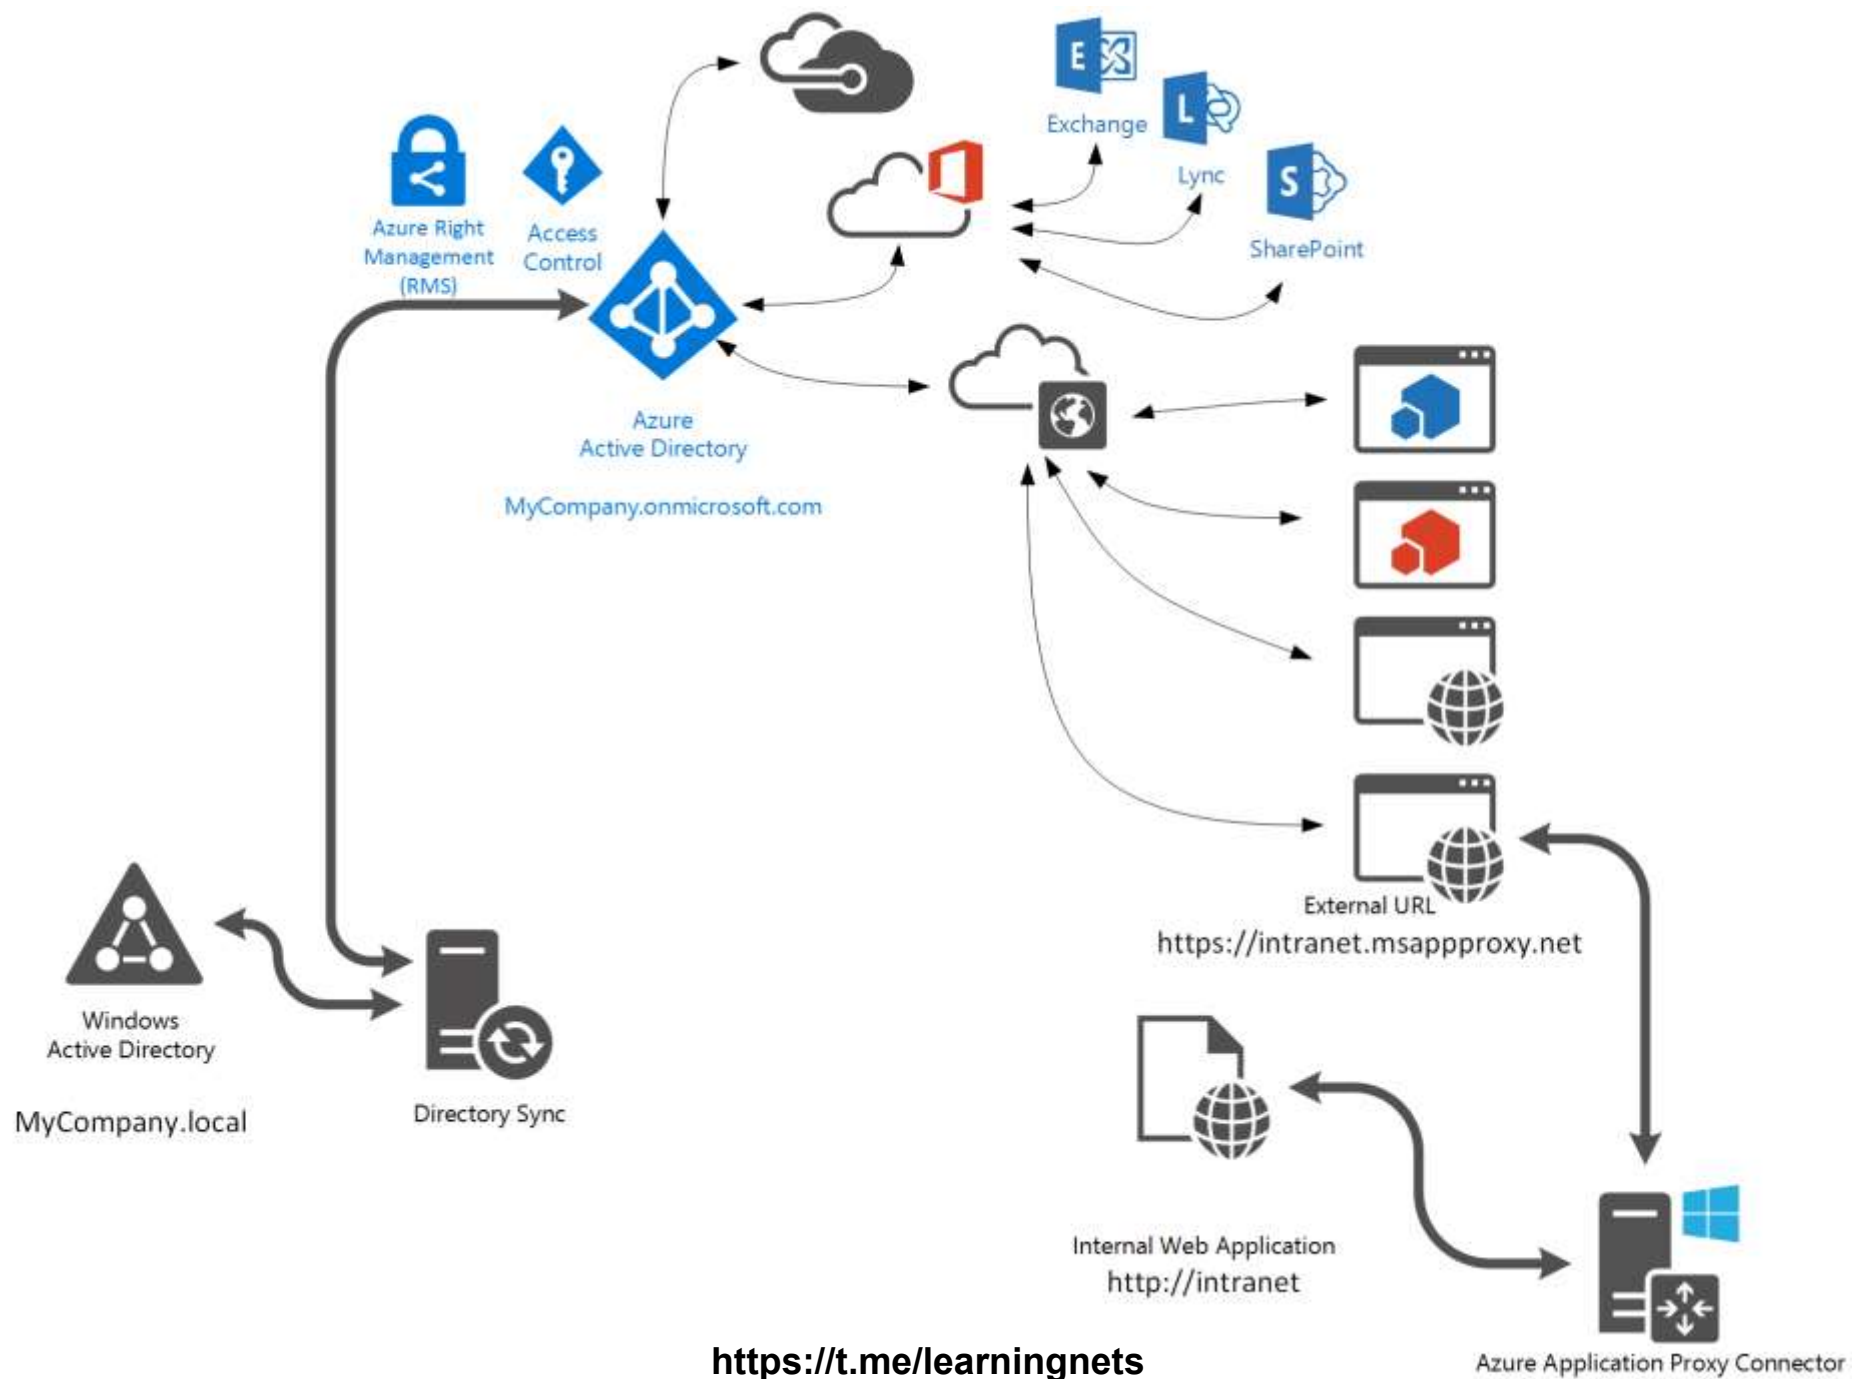 E
Exchange
L
Lync
S
SharePoint
Azure Right
Management
(RMS)
Access
Control
Azure
Active Directory
MyCompany.onmicrosoft.com
Windows
Active Directory
MyCompany.local
Directory Sync
External URL
https://intranet.msappproxy.net
Internal Web Application
http://intranet
Azure Application Proxy Connector
https://t.me/learningnets